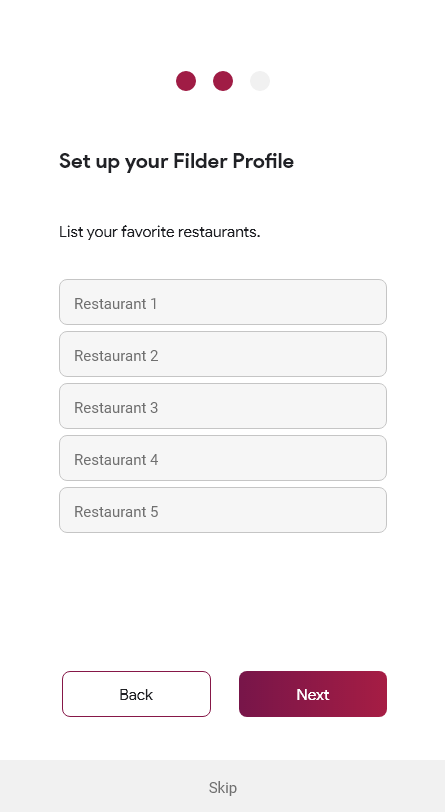 Set up your Filder Profile
List your favorite restaurants.
Restaurant 1
Restaurant 2
Restaurant 3
Restaurant 4
Restaurant 5
Back
Next
Skip